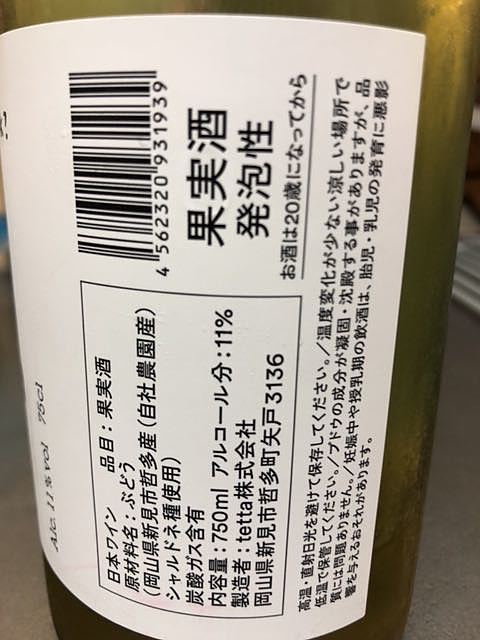 k?
Alc. 11% vol 75cl
4 562320 931939
果実酒
発泡性
お酒は20歳になってから
日本ワイン 品目：果実酒
原材料名：ぶどう
(岡山県新見市哲多産(自社農園産)
シャルドネ種使用)
炭酸ガス含有
内容量：750ml アルコール分：11%
製造者：tetta株式会社
岡山県新見市哲多町矢戸3136
高温・直射日光を避けて保存してください。／温度変化が少ない涼しい場所で
低温で保管してください。／ブドウの成分が凝固・沈殿する事がありますが、品
質には問題ありません。／妊娠中や授乳期の飲酒は、胎児・乳児の発育に悪影
響を与えるおそれがあります。